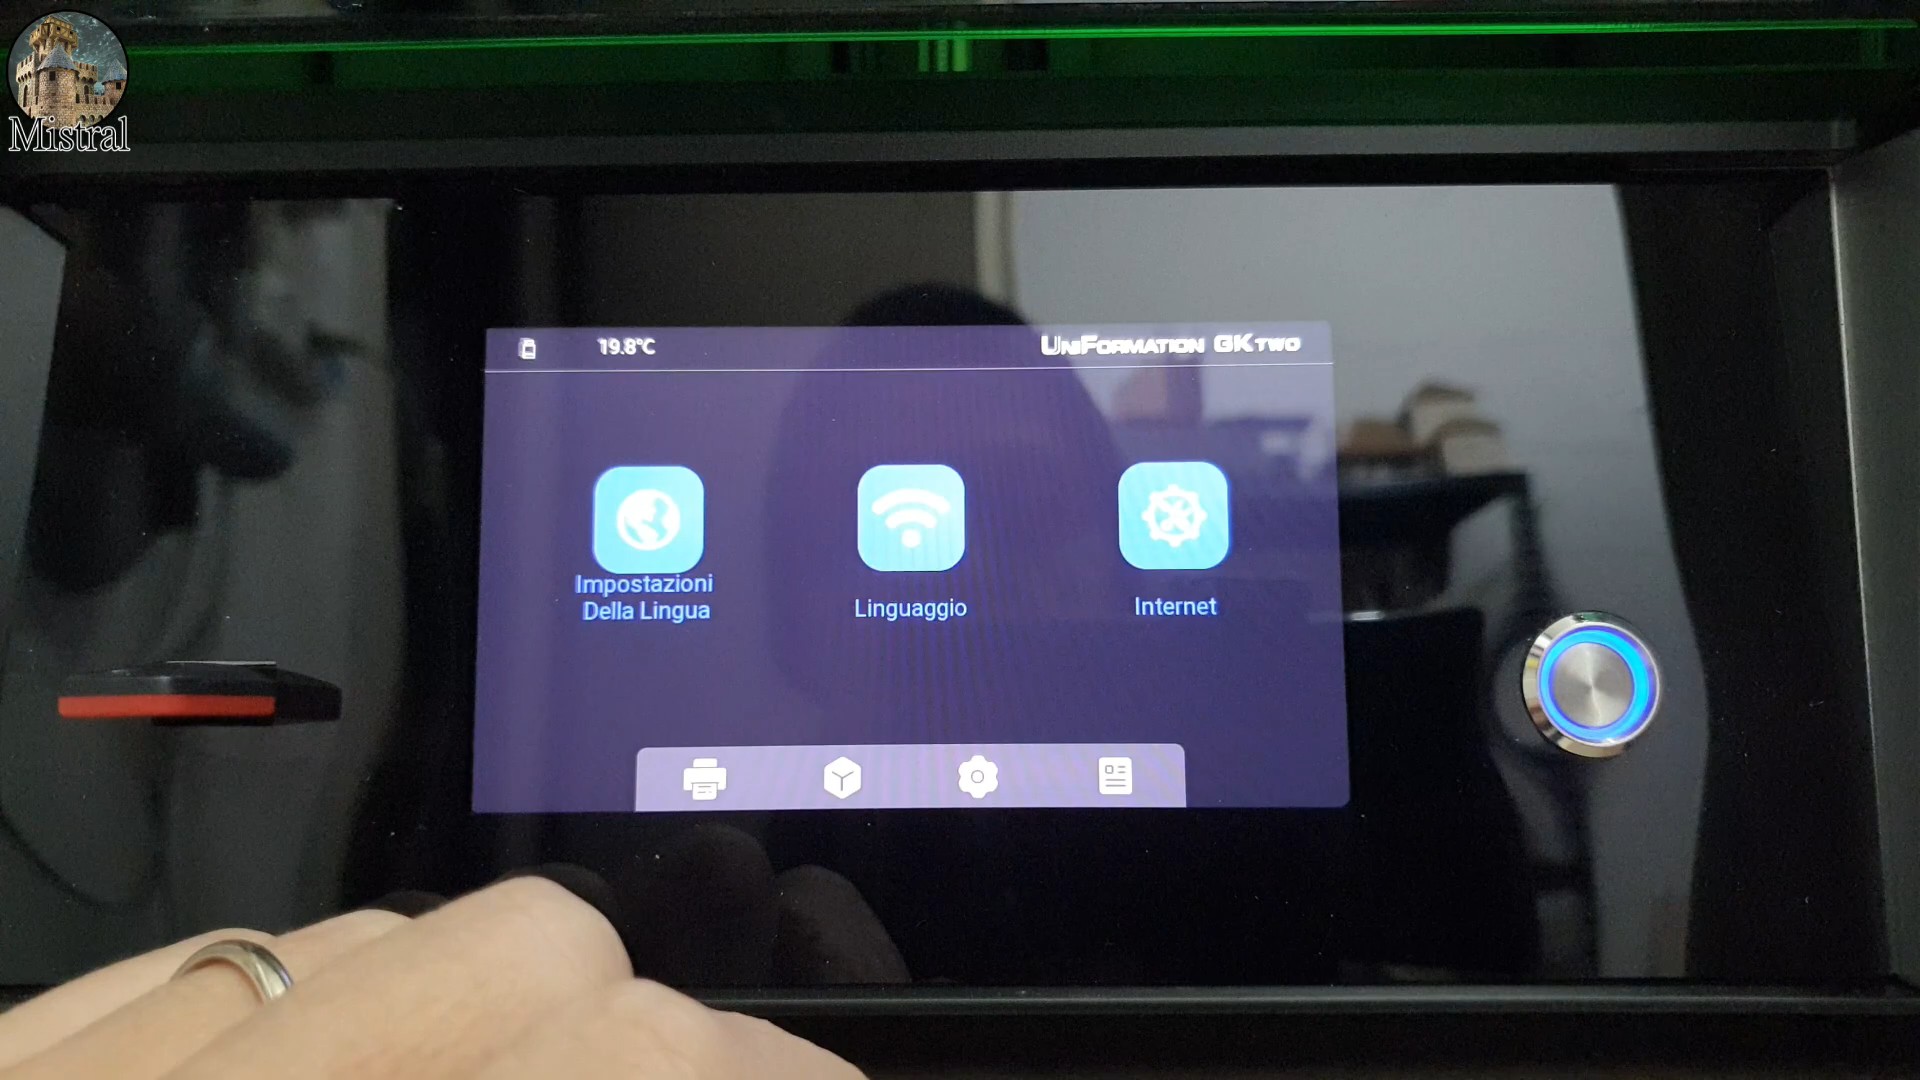 Mistral
19.8°C
UNIFORMATION GKTWO
Impostazioni
Della Lingua
Linguaggio
Internet